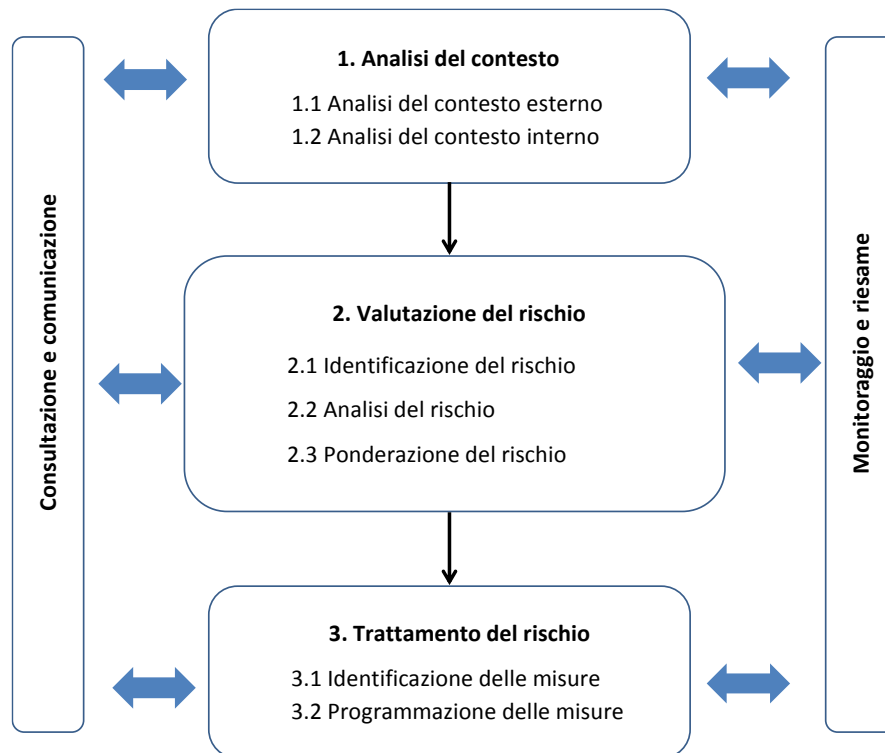 1. Analisi del contesto
1.1 Analisi del contesto esterno
1.2 Analisi del contesto interno
Consultazione e comunicazione
2. Valutazione del rischio
2.1 Identificazione del rischio
2.2 Analisi del rischio
2.3 Ponderazione del rischio
Monitoraggio e riesame
3. Trattamento del rischio
3.1 Identificazione delle misure
3.2 Programmazione delle misure